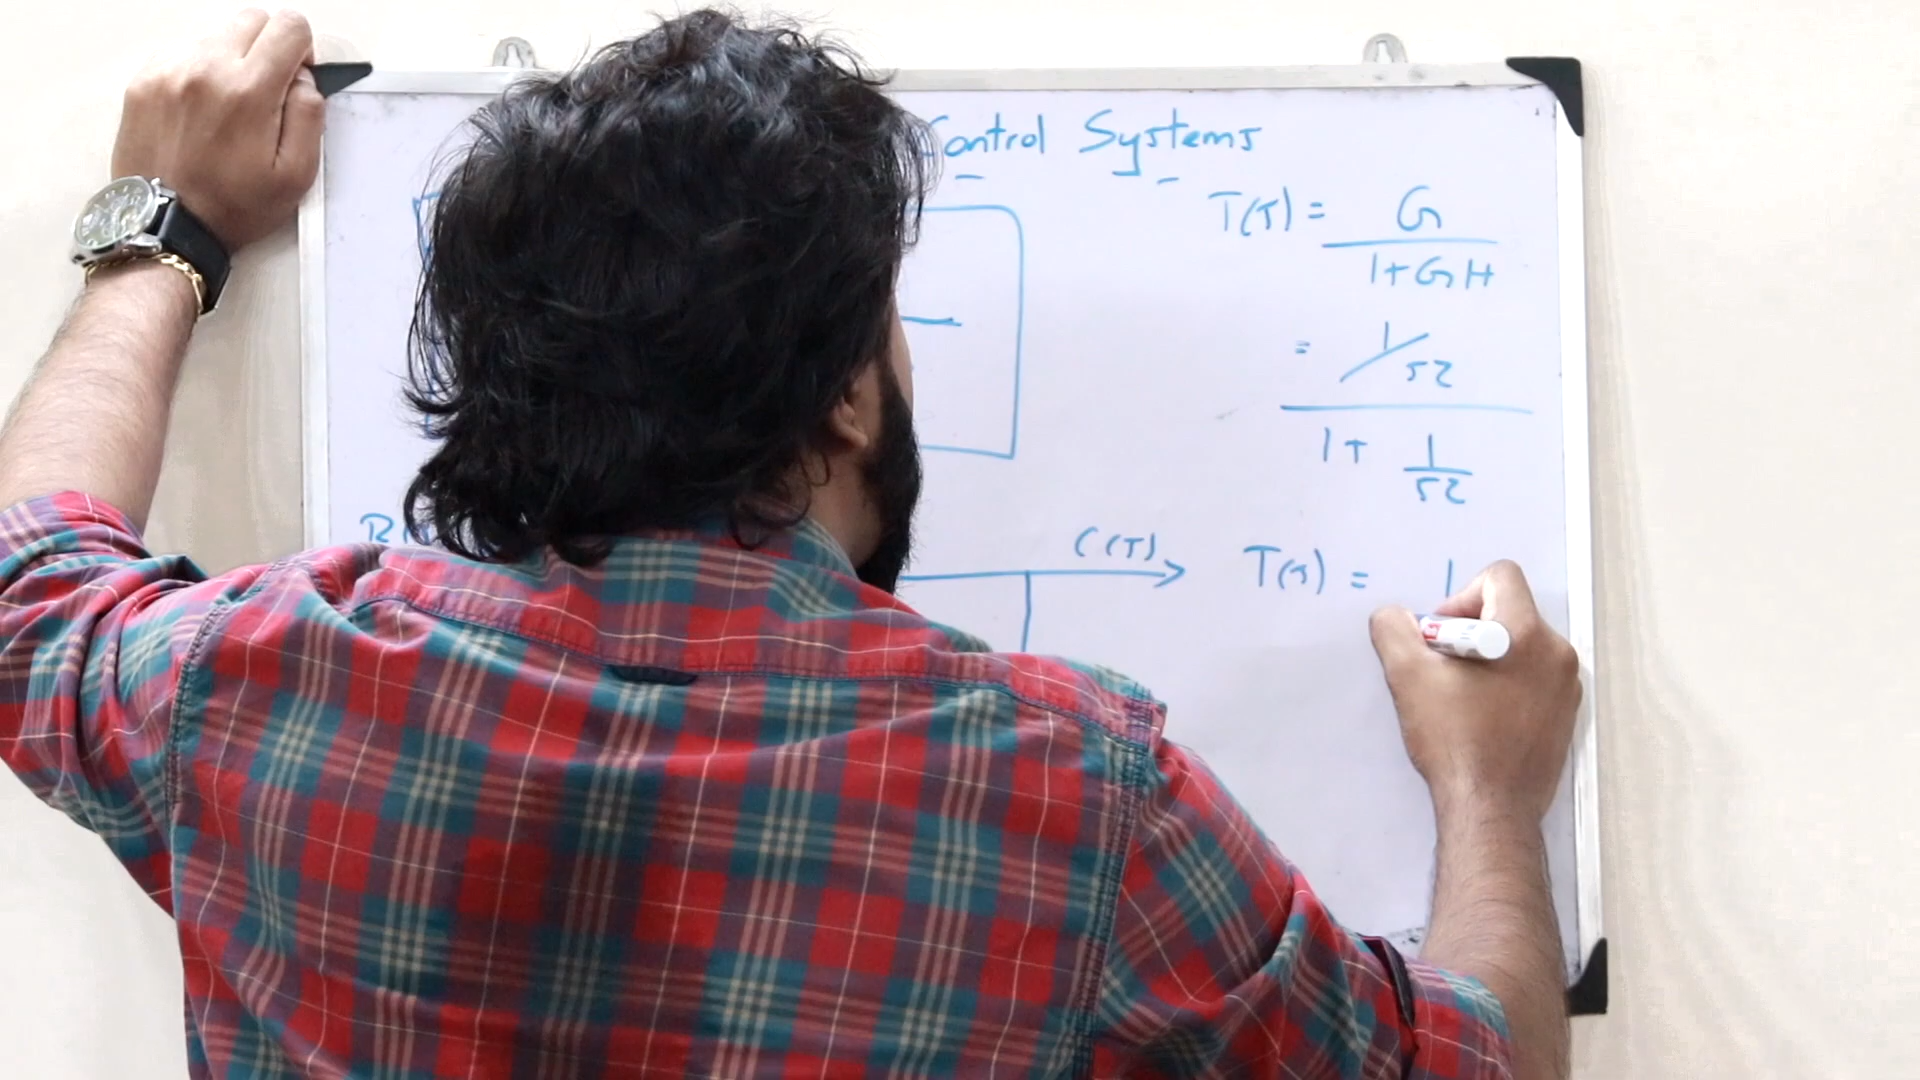 Control Systems
T(s) = G
1+GH
= 1/s2
1+ 1/s2
C(s)
T(s) = 1